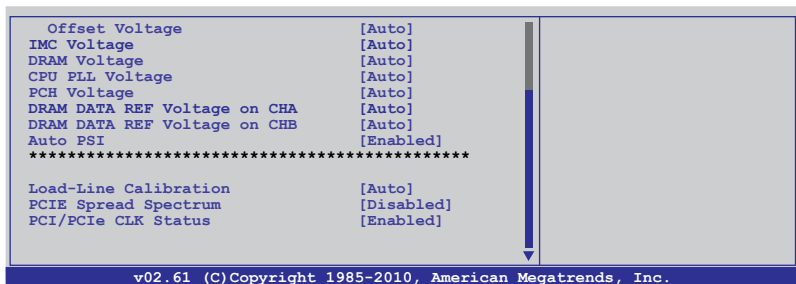 Offset Voltage [Auto]
IMC Voltage [Auto]
DRAM Voltage [Auto]
CPU PLL Voltage [Auto]
PCH Voltage [Auto]
DRAM DATA REF Voltage on CHA [Auto]
DRAM DATA REF Voltage on CHB [Auto]
Auto PSI [Enabled]
**********************************************
Load-Line Calibration [Auto]
PCIE Spread Spectrum [Disabled]
PCI/PCIe CLK Status [Enabled]
v02.61 (C)Copyright 1985-2010, American Megatrends, Inc.